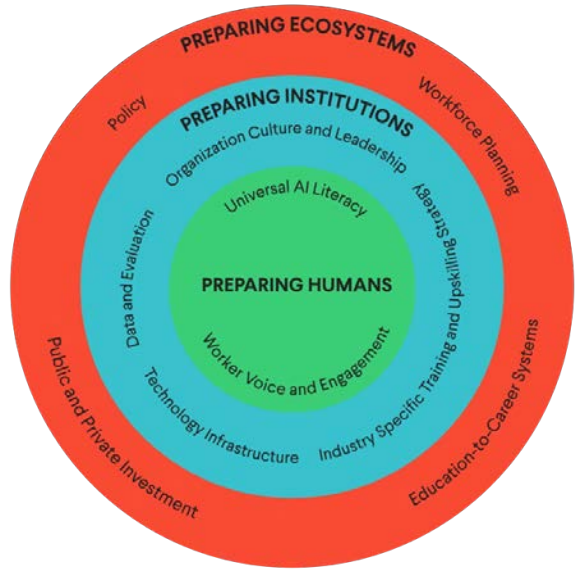 PREPARING ECOSYSTEMS
Policy
Workforce Planning
Public and Private Investment
Education-to-Career Systems
PREPARING INSTITUTIONS
Organization Culture and Leadership
Data and Evaluation
Industry Specific Training and Upskilling Strategy
Technology Infrastructure
Universal AI Literacy
PREPARING HUMANS
Worker Voice and Engagement